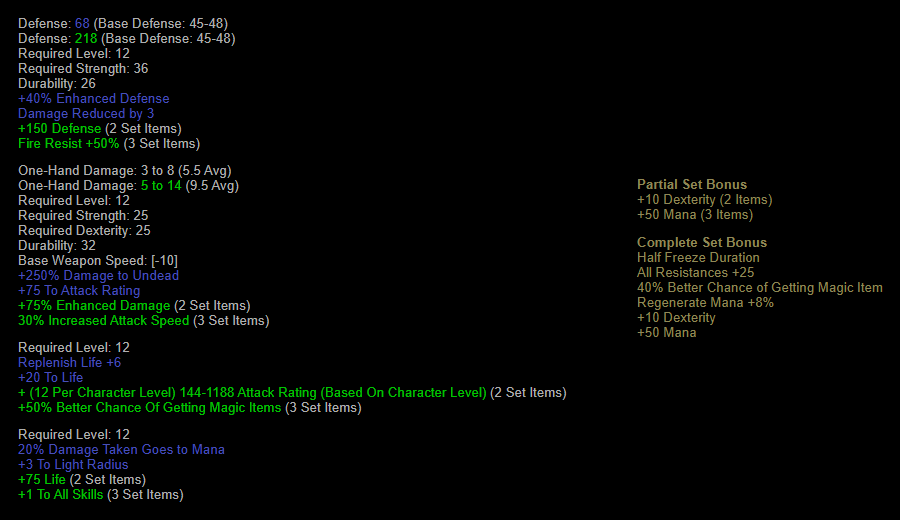 Defense: 68 (Base Defense: 45-48)
Defense: 218 (Base Defense: 45-48)
Required Level: 12
Required Strength: 36
Durability: 26
+40% Enhanced Defense
Damage Reduced by 3
+150 Defense (2 Set Items)
Fire Resist +50% (3 Set Items)
One-Hand Damage: 3 to 8 (5.5 Avg)
One-Hand Damage: 5 to 14 (9.5 Avg)
Required Level: 12
Required Strength: 25
Required Dexterity: 25
Durability: 32
Base Weapon Speed: [-10]
+250% Damage to Undead
+75 To Attack Rating
+75% Enhanced Damage (2 Set Items)
30% Increased Attack Speed (3 Set Items)
Required Level: 12
Replenish Life +6
+20 To Life
+ (12 Per Character Level) 144-1188 Attack Rating (Based On Character Level) (2 Set Items)
+50% Better Chance Of Getting Magic Items (3 Set Items)
Required Level: 12
20% Damage Taken Goes to Mana
+3 To Light Radius
+75 Life (2 Set Items)
+1 To All Skills (3 Set Items)
Partial Set Bonus
+10 Dexterity (2 Items)
+50 Mana (3 Items)
Complete Set Bonus
Half Freeze Duration
All Resistances +25
40% Better Chance of Getting Magic Item
Regenerate Mana +8%
+10 Dexterity
+50 Mana